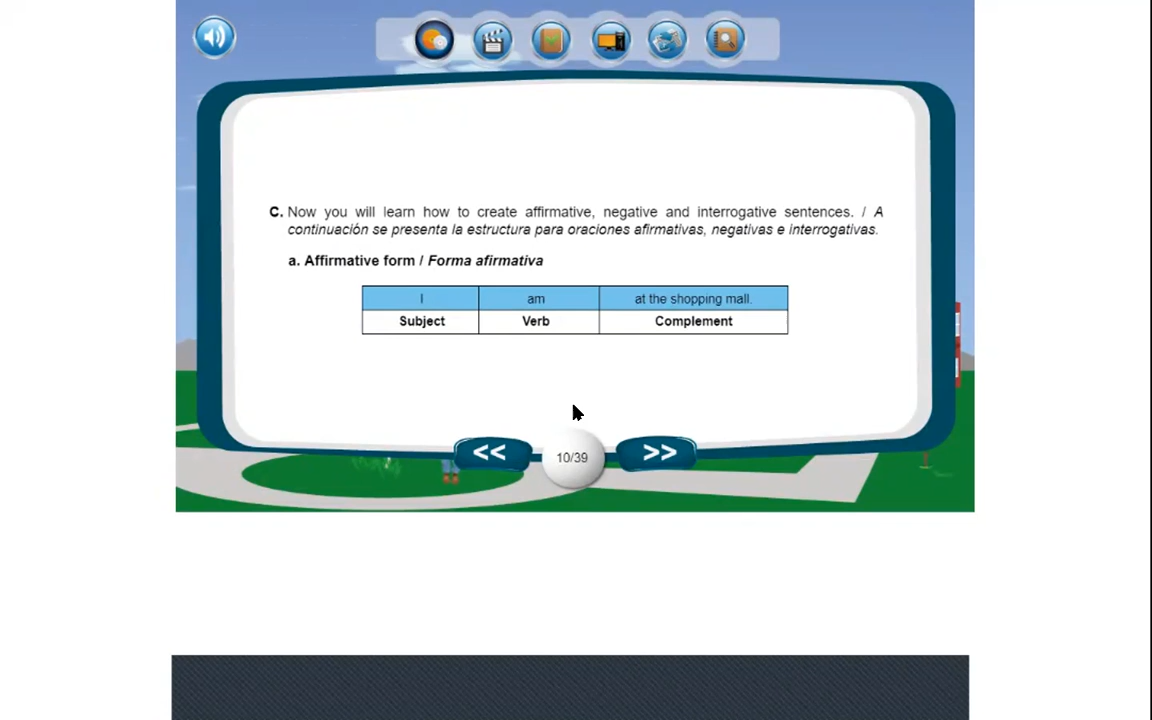 C. Now you will learn how to create affirmative, negative and interrogative sentences. / A
continuación se presenta la estructura para oraciones afirmativas, negativas e interrogativas.
a. Affirmative form / Forma afirmativa
I am at the shopping mall.
Subject Verb Complement
<< 10/39 >>